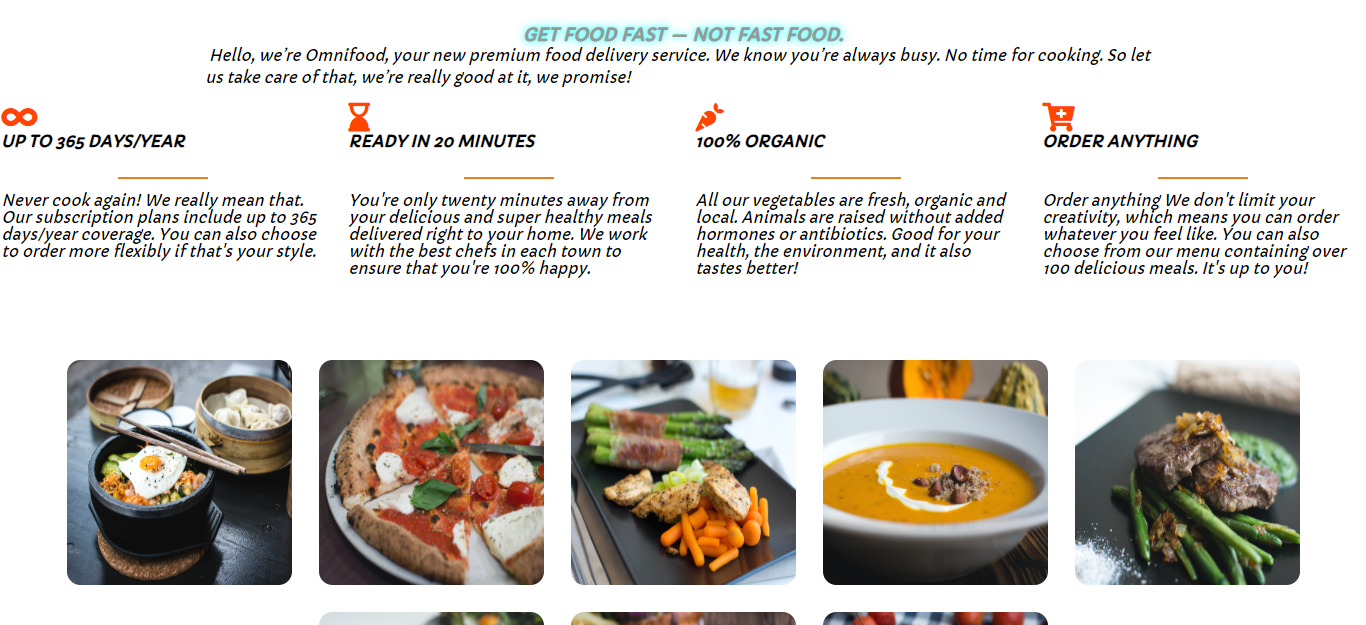 GET FOOD FAST — NOT FAST FOOD.
Hello, we’re Omnifood, your new premium food delivery service. We know you’re always busy. No time for cooking. So let
us take care of that, we’re really good at it, we promise!
UP TO 365 DAYS/YEAR
Never cook again! We really mean that.
Our subscription plans include up to 365
days/year coverage. You can also choose
to order more flexibly if that's your style.
READY IN 20 MINUTES
You're only twenty minutes away from
your delicious and super healthy meals
delivered right to your home. We work
with the best chefs in each town to
ensure that you're 100% happy.
100% ORGANIC
All our vegetables are fresh, organic and
local. Animals are raised without added
hormones or antibiotics. Good for your
health, the environment, and it also
tastes better!
ORDER ANYTHING
Order anything We don't limit your
creativity, which means you can order
whatever you feel like. You can also
choose from our menu containing over
100 delicious meals. It's up to you!